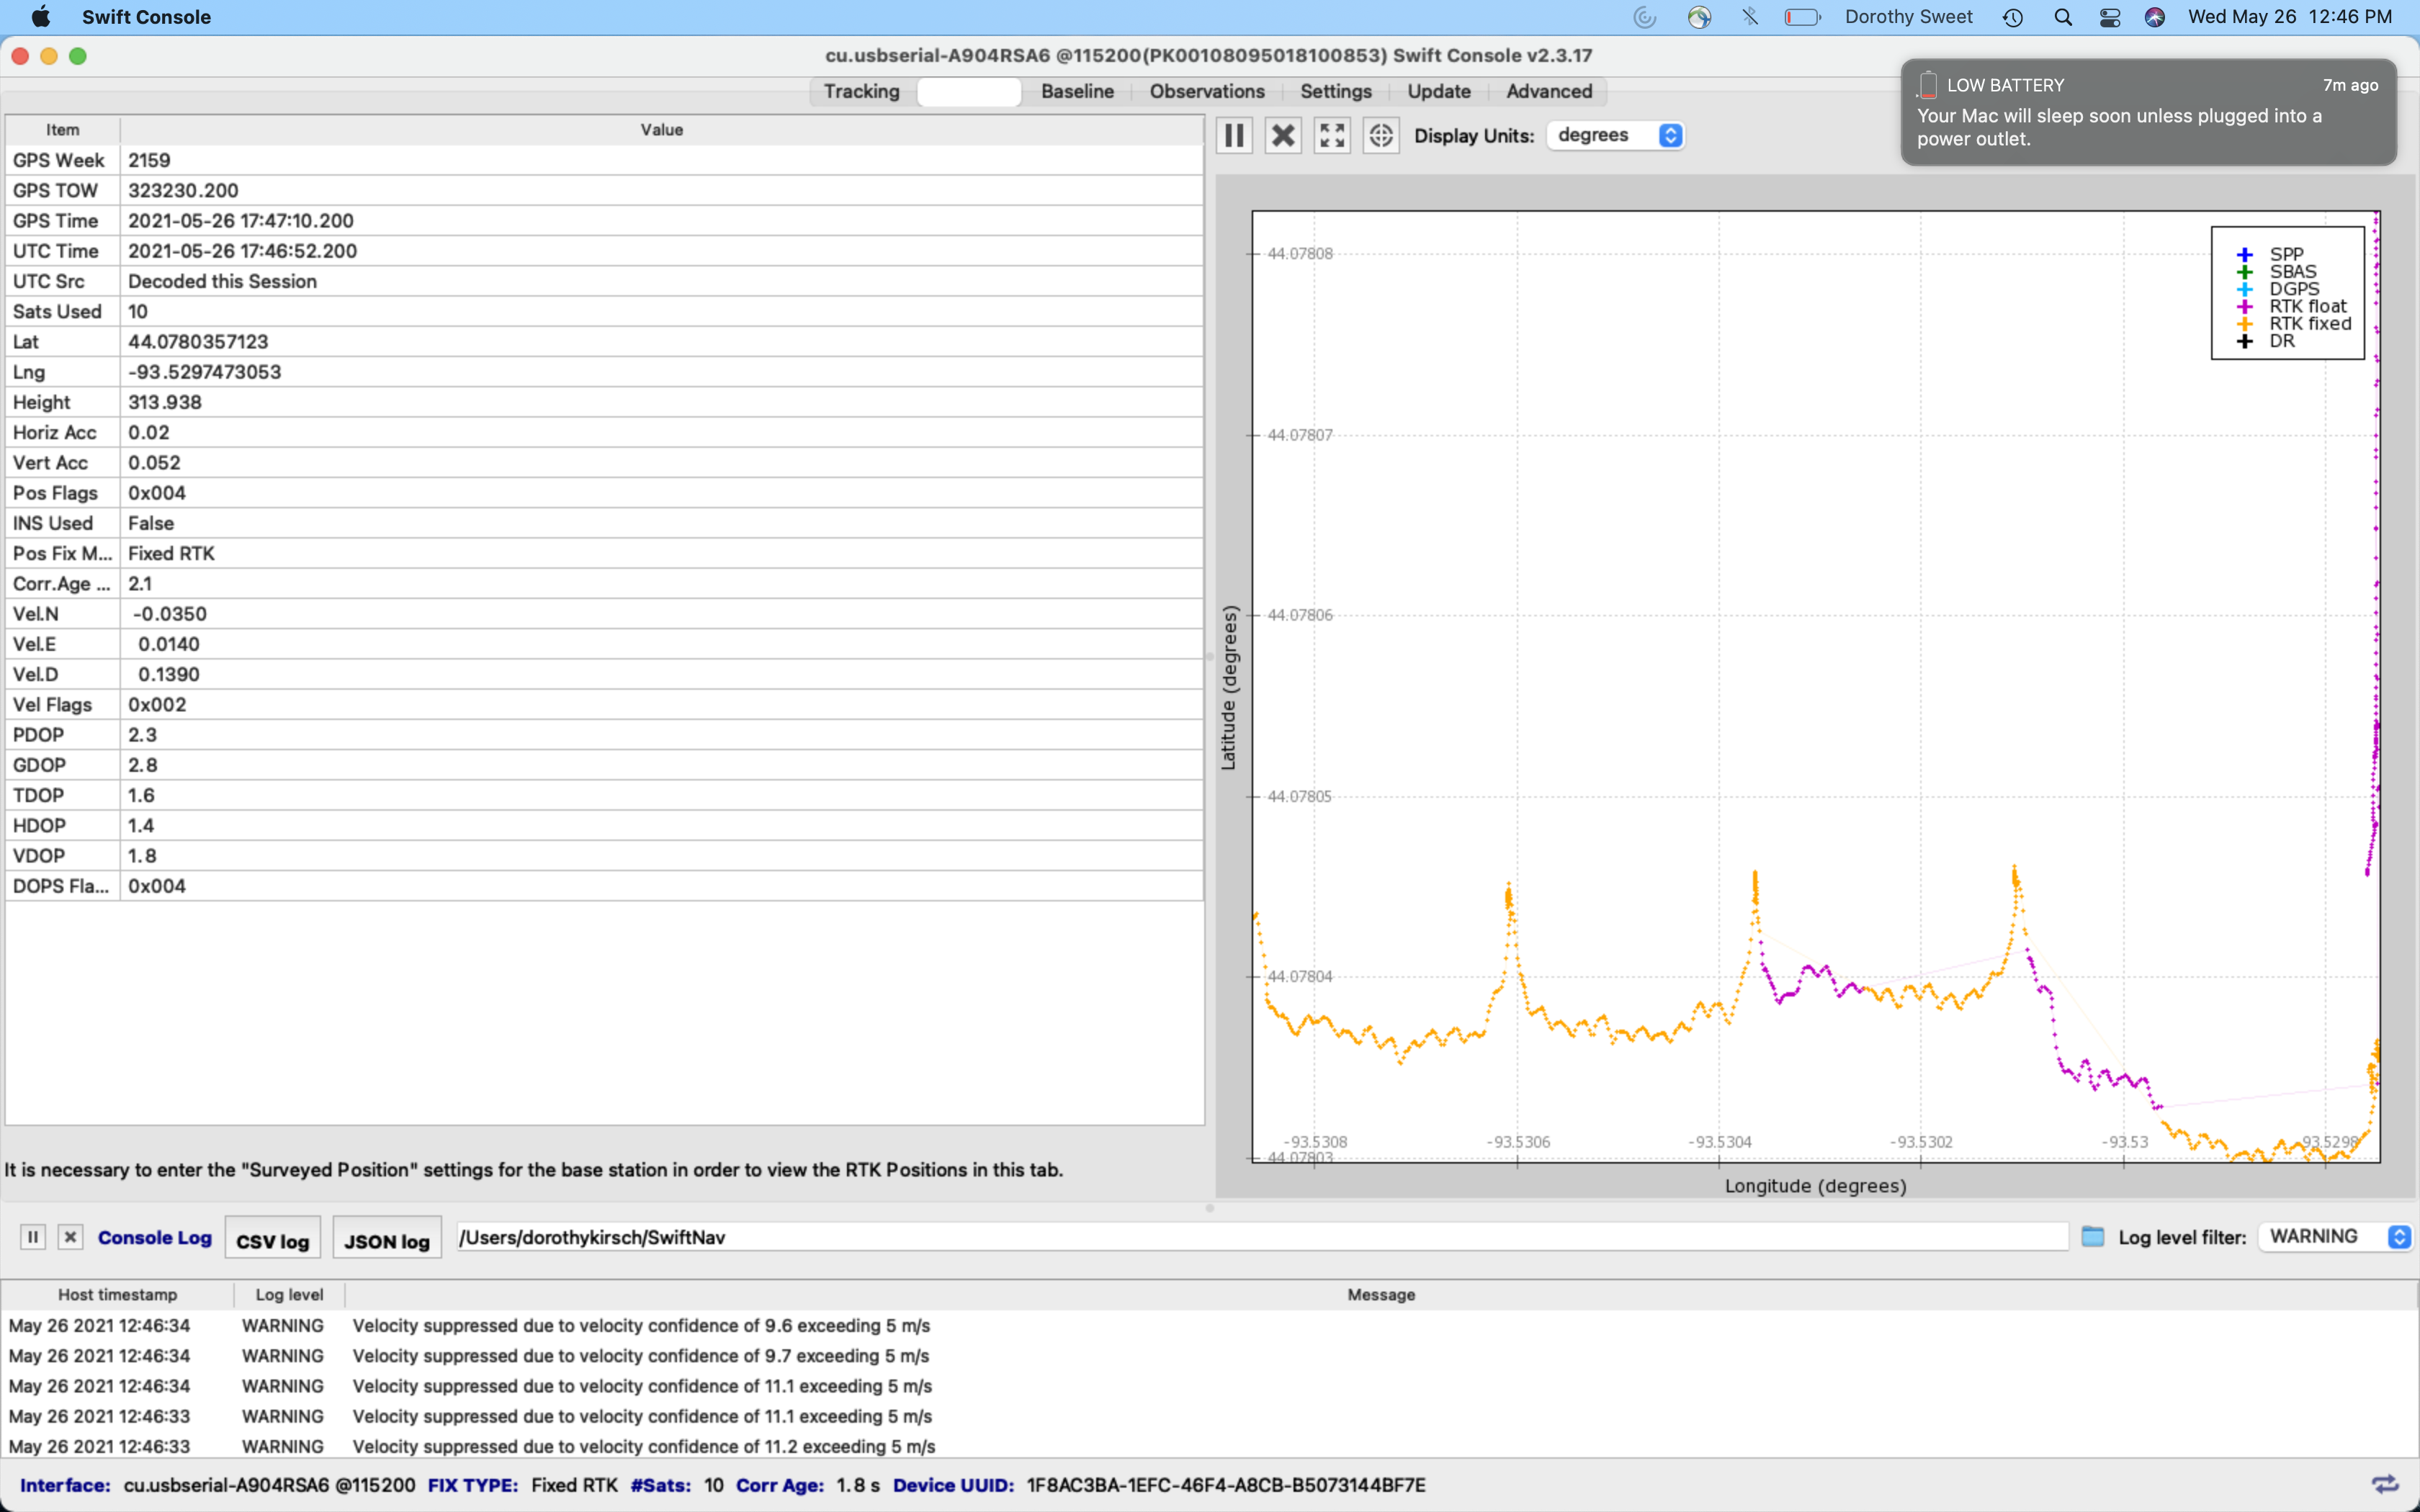 Swift Console
Dorothy Sweet
Wed May 26 12:46 PM
cu.usbserial-A904RSA6 @115200(PK00108095018100853) Swift Console v2.3.17
Tracking
Baseline
Observations
Settings
Update
Advanced
LOW BATTERY
7m ago
Your Mac will sleep soon unless plugged into a
power outlet.
Item Value
GPS Week 2159
GPS TOW 323230.200
GPS Time 2021-05-26 17:47:10.200
UTC Time 2021-05-26 17:46:52.200
UTC Src Decoded this Session
Sats Used 10
Lat 44.0780357123
Lng -93.5297473053
Height 313.938
Horiz Acc 0.02
Vert Acc 0.052
Pos Flags 0x004
INS Used False
Pos Fix M... Fixed RTK
Corr.Age ... 2.1
Vel.N -0.0350
Vel.E 0.0140
Vel.D 0.1390
Vel Flags 0x002
PDOP 2.3
GDOP 2.8
TDOP 1.6
HDOP 1.4
VDOP 1.8
DOPS Fla... 0x004
It is necessary to enter the "Surveyed Position" settings for the base station in order to view the RTK Positions in this tab.
Display Units: degrees
SPP
SBAS
DGPS
RTK float
RTK fixed
DR
44.07808
44.07807
44.07806
44.07805
44.07804
44.07803
Latitude (degrees)
-93.5308 -93.5306 -93.5304 -93.5302 -93.53 -93.5298
Longitude (degrees)
Console Log
CSV log
JSON log
/Users/dorothykirsch/SwiftNav
Log level filter: WARNING
Host timestamp Log level Message
May 26 2021 12:46:34 WARNING Velocity suppressed due to velocity confidence of 9.6 exceeding 5 m/s
May 26 2021 12:46:34 WARNING Velocity suppressed due to velocity confidence of 9.7 exceeding 5 m/s
May 26 2021 12:46:34 WARNING Velocity suppressed due to velocity confidence of 11.1 exceeding 5 m/s
May 26 2021 12:46:33 WARNING Velocity suppressed due to velocity confidence of 11.1 exceeding 5 m/s
May 26 2021 12:46:33 WARNING Velocity suppressed due to velocity confidence of 11.2 exceeding 5 m/s
Interface: cu.usbserial-A904RSA6 @115200 FIX TYPE: Fixed RTK #Sats: 10 Corr Age: 1.8 s Device UUID: 1F8AC3BA-1EFC-46F4-A8CB-B5073144BF7E